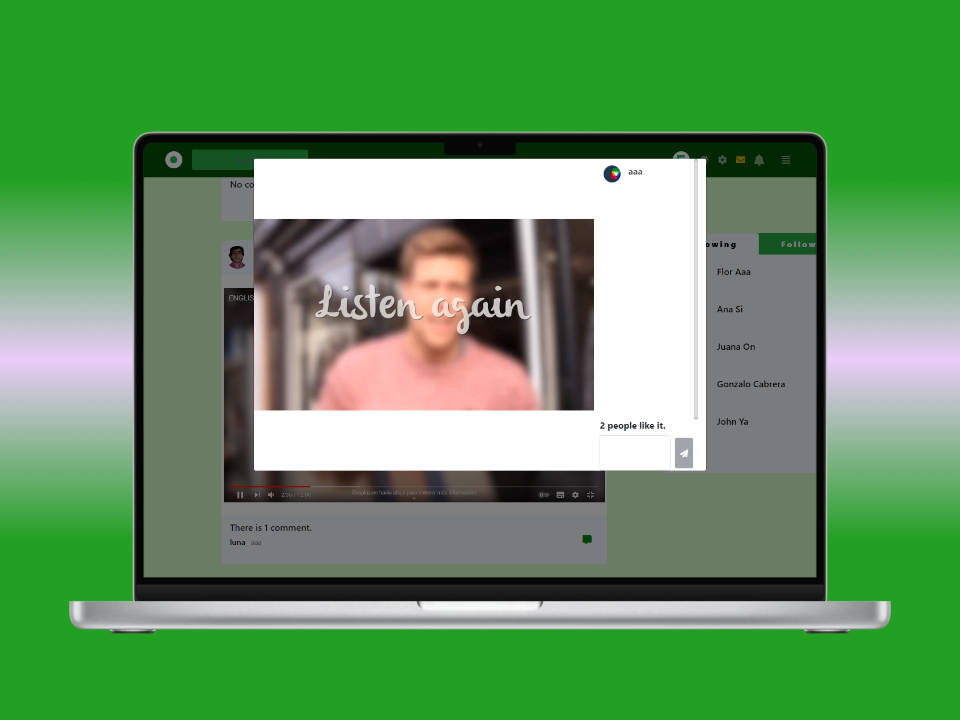 No co
aaa
owing
Follow
Flor Aaa
ENGLIS
Listen again
Ana Si
Juana On
Gonzalo Cabrera
John Ya
2 people like it.
There is 1 comment.
luna aaa